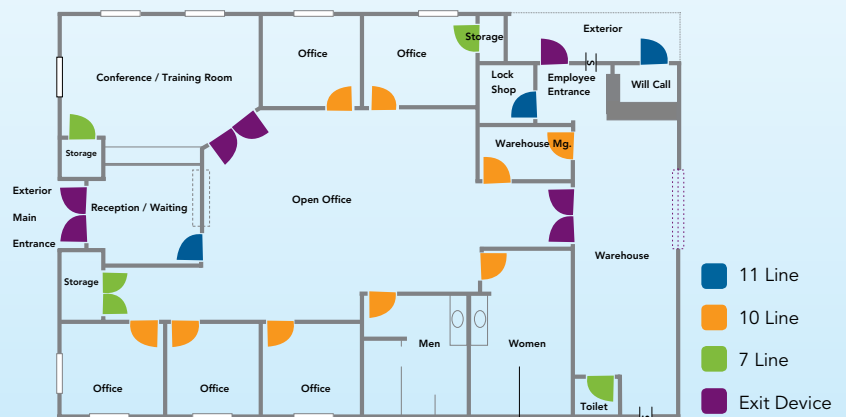 Exterior
Storage
Office
Office
Conference / Training Room
Lock
Shop
Employee
Entrance
Will Call
Warehouse Mg.
Storage
Exterior
Main
Entrance
Reception / Waiting
Open Office
Warehouse
Storage
Men
Women
Office
Office
Office
Toilet
S
S
11 Line
10 Line
7 Line
Exit Device